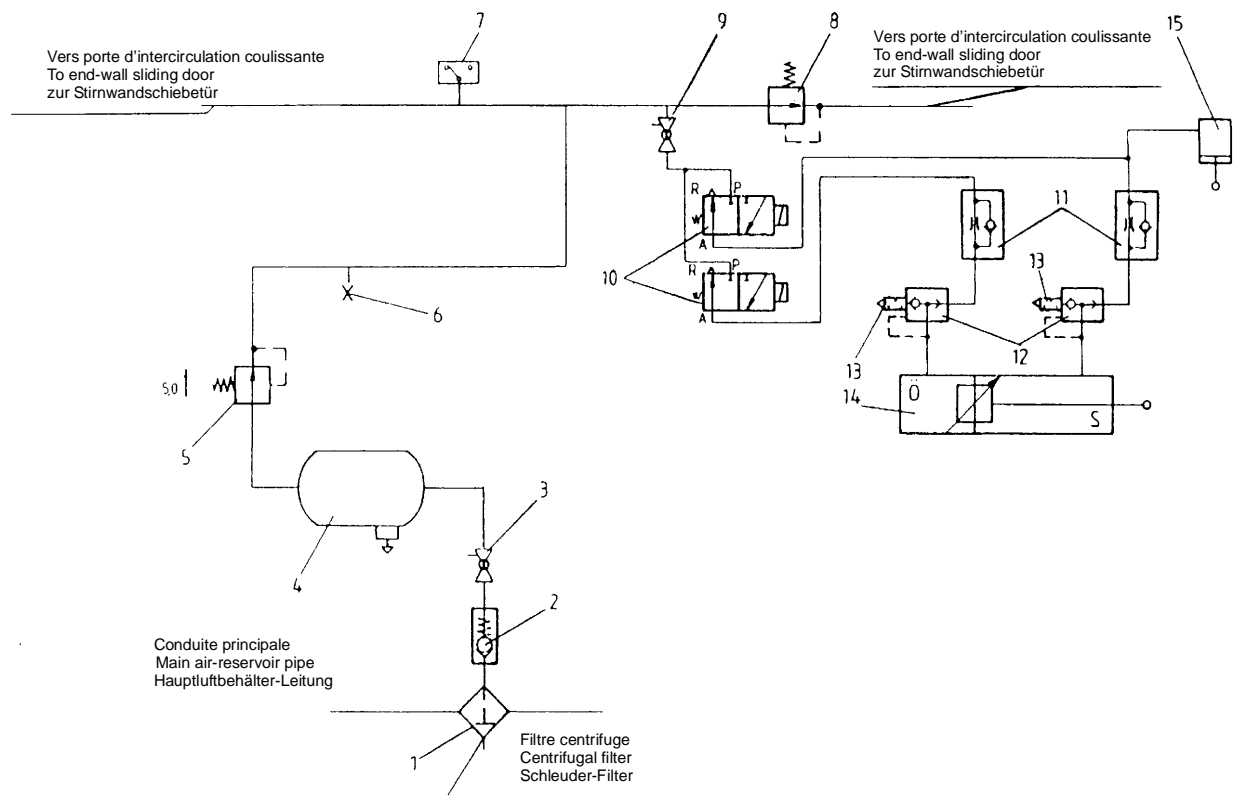 7
9
8
15
Vers porte d'intercirculation coulissante
To end-wall sliding door
zur Stirnwandschiebetür
Vers porte d'intercirculation coulissante
To end-wall sliding door
zur Stirnwandschiebetür
R
P
A
10
R
P
A
11
13
6
12
13
5,0
5
14
Ö
S
3
4
2
Conduite principale
Main air-reservoir pipe
Hauptluftbehälter-Leitung
1
Filtre centrifuge
Centrifugal filter
Schleuder-Filter